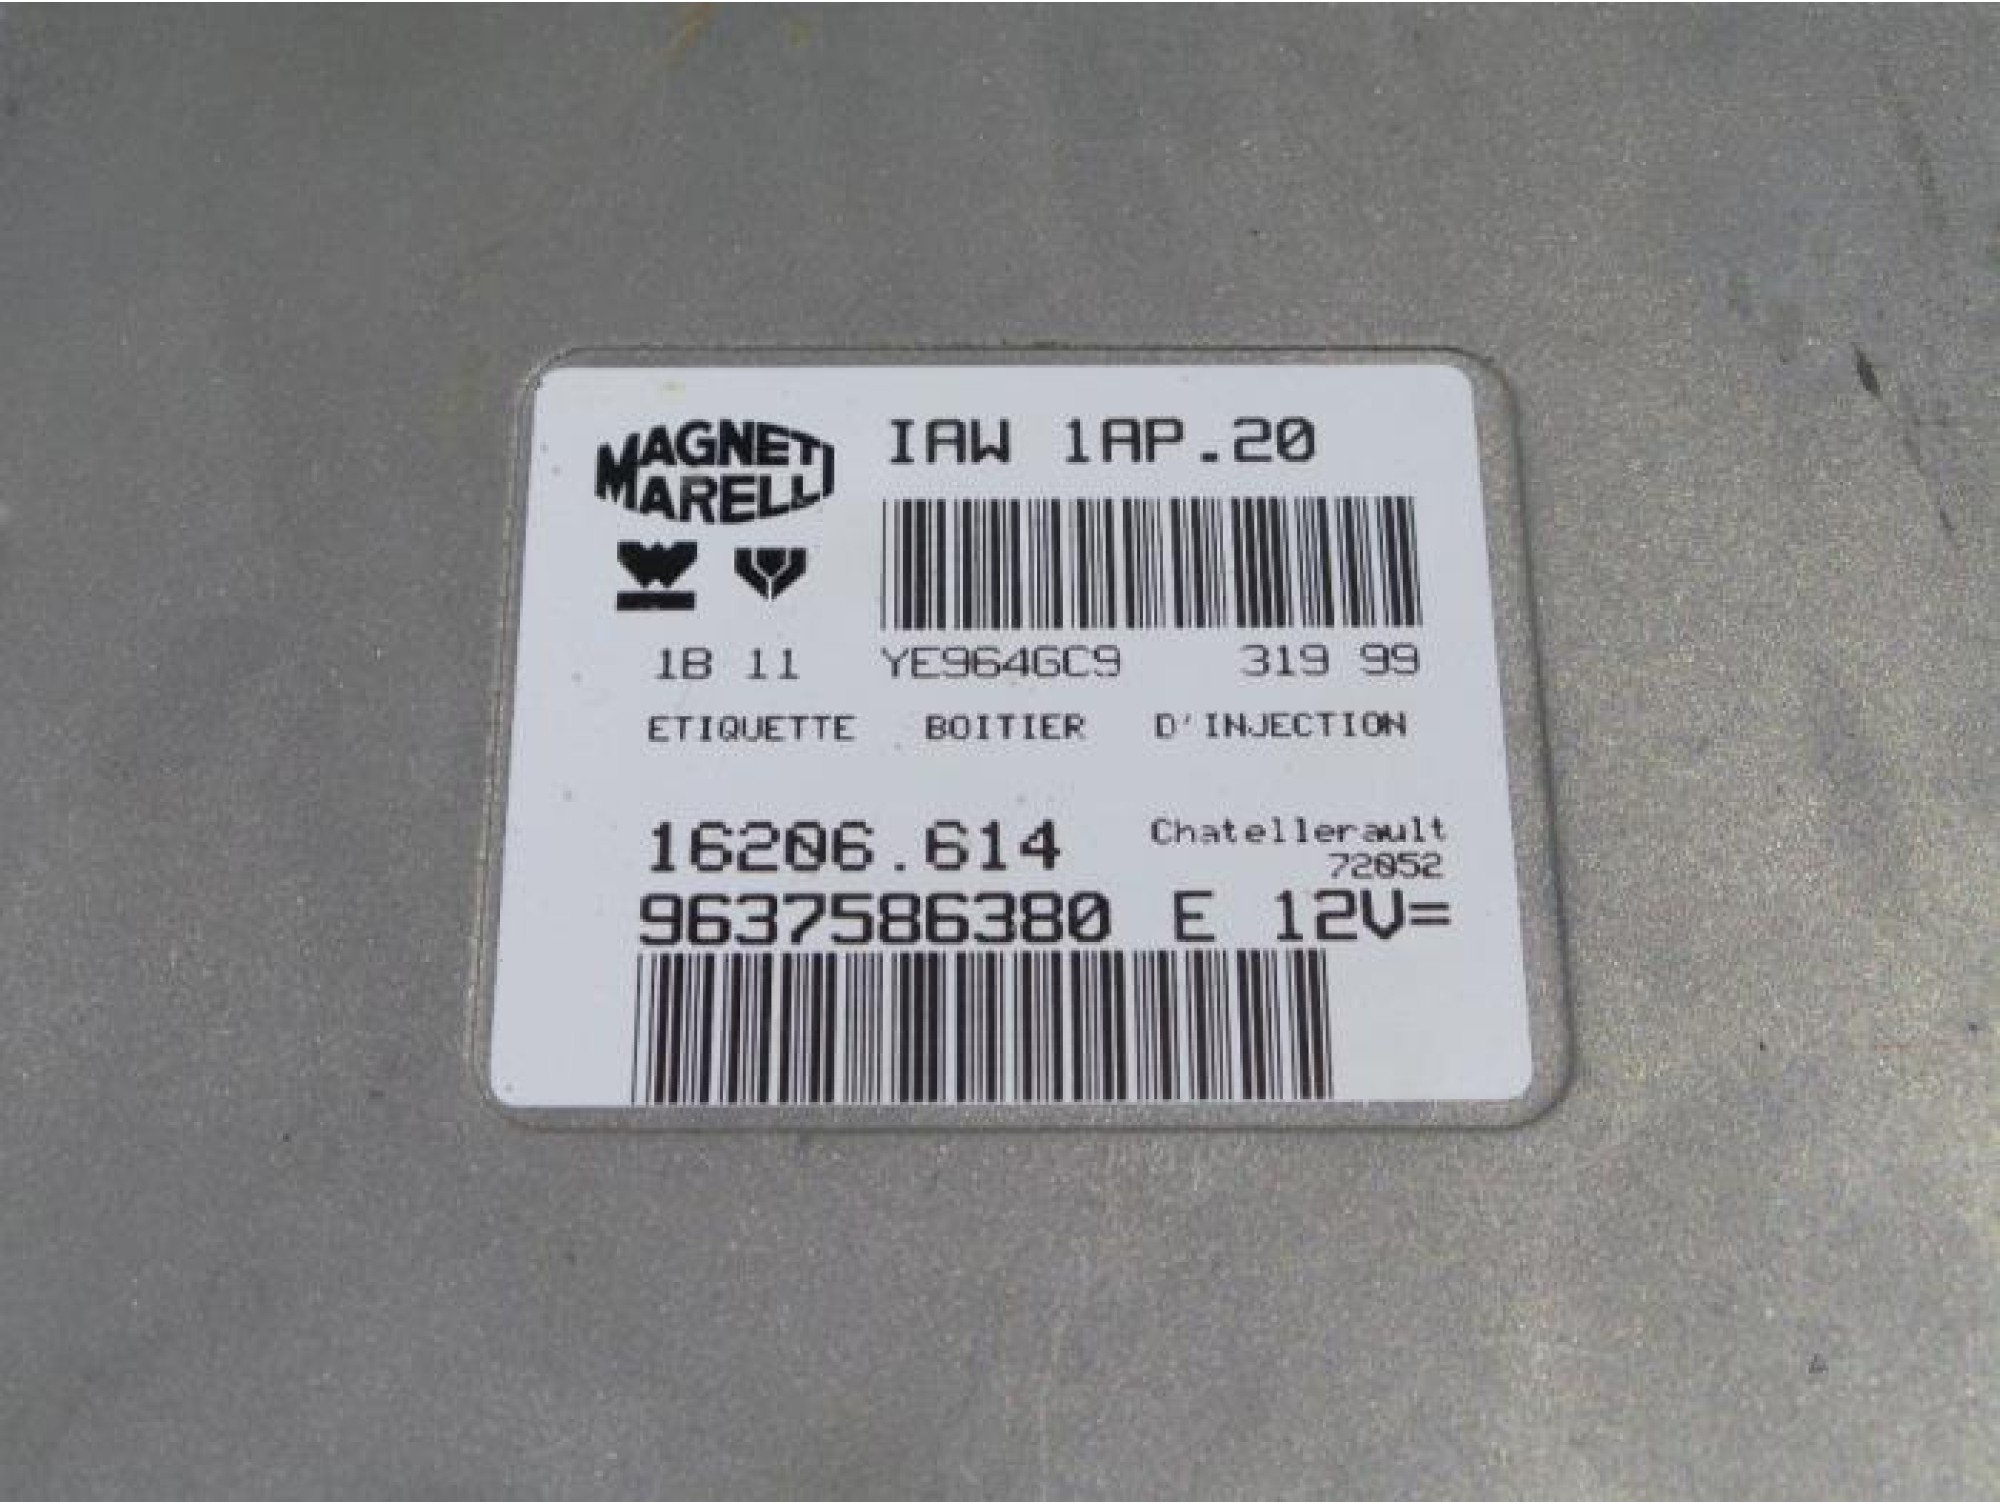 MAGNETI
MARELLI
IAW 1AP.20
1B 11 YE964GC9 319 99
ETIQUETTE BOITIER D'INJECTION
16206.614
Chatellerault
72052
9637586380 E 12V=